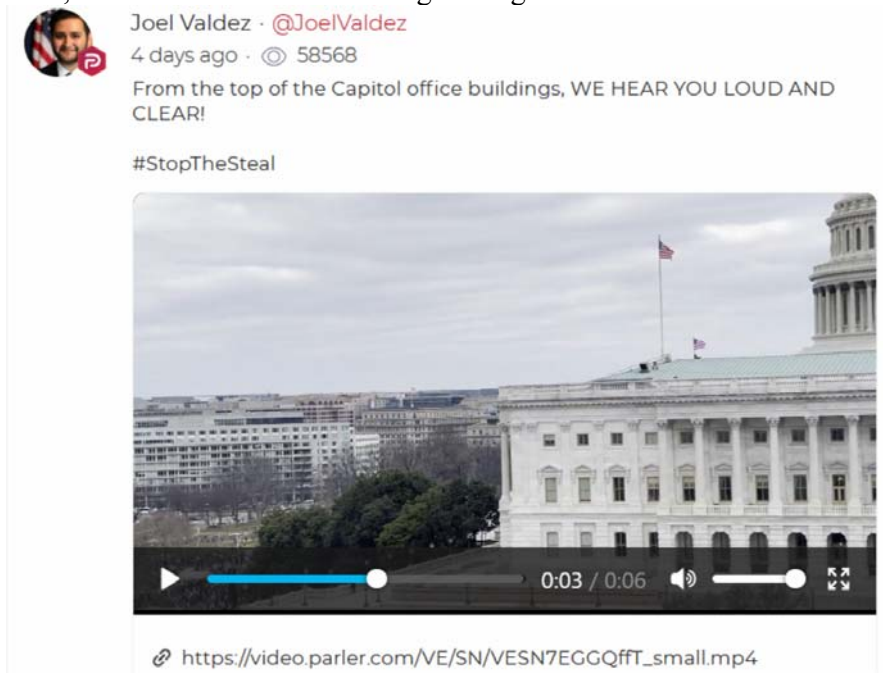 Joel Valdez · @JoelValdez
4 days ago · 58568
From the top of the Capitol office buildings, WE HEAR YOU LOUD AND
CLEAR!
#StopTheSteal
0:03 / 0:06
https://video.parler.com/VE/SN/VESN7EGGQffT_small.mp4